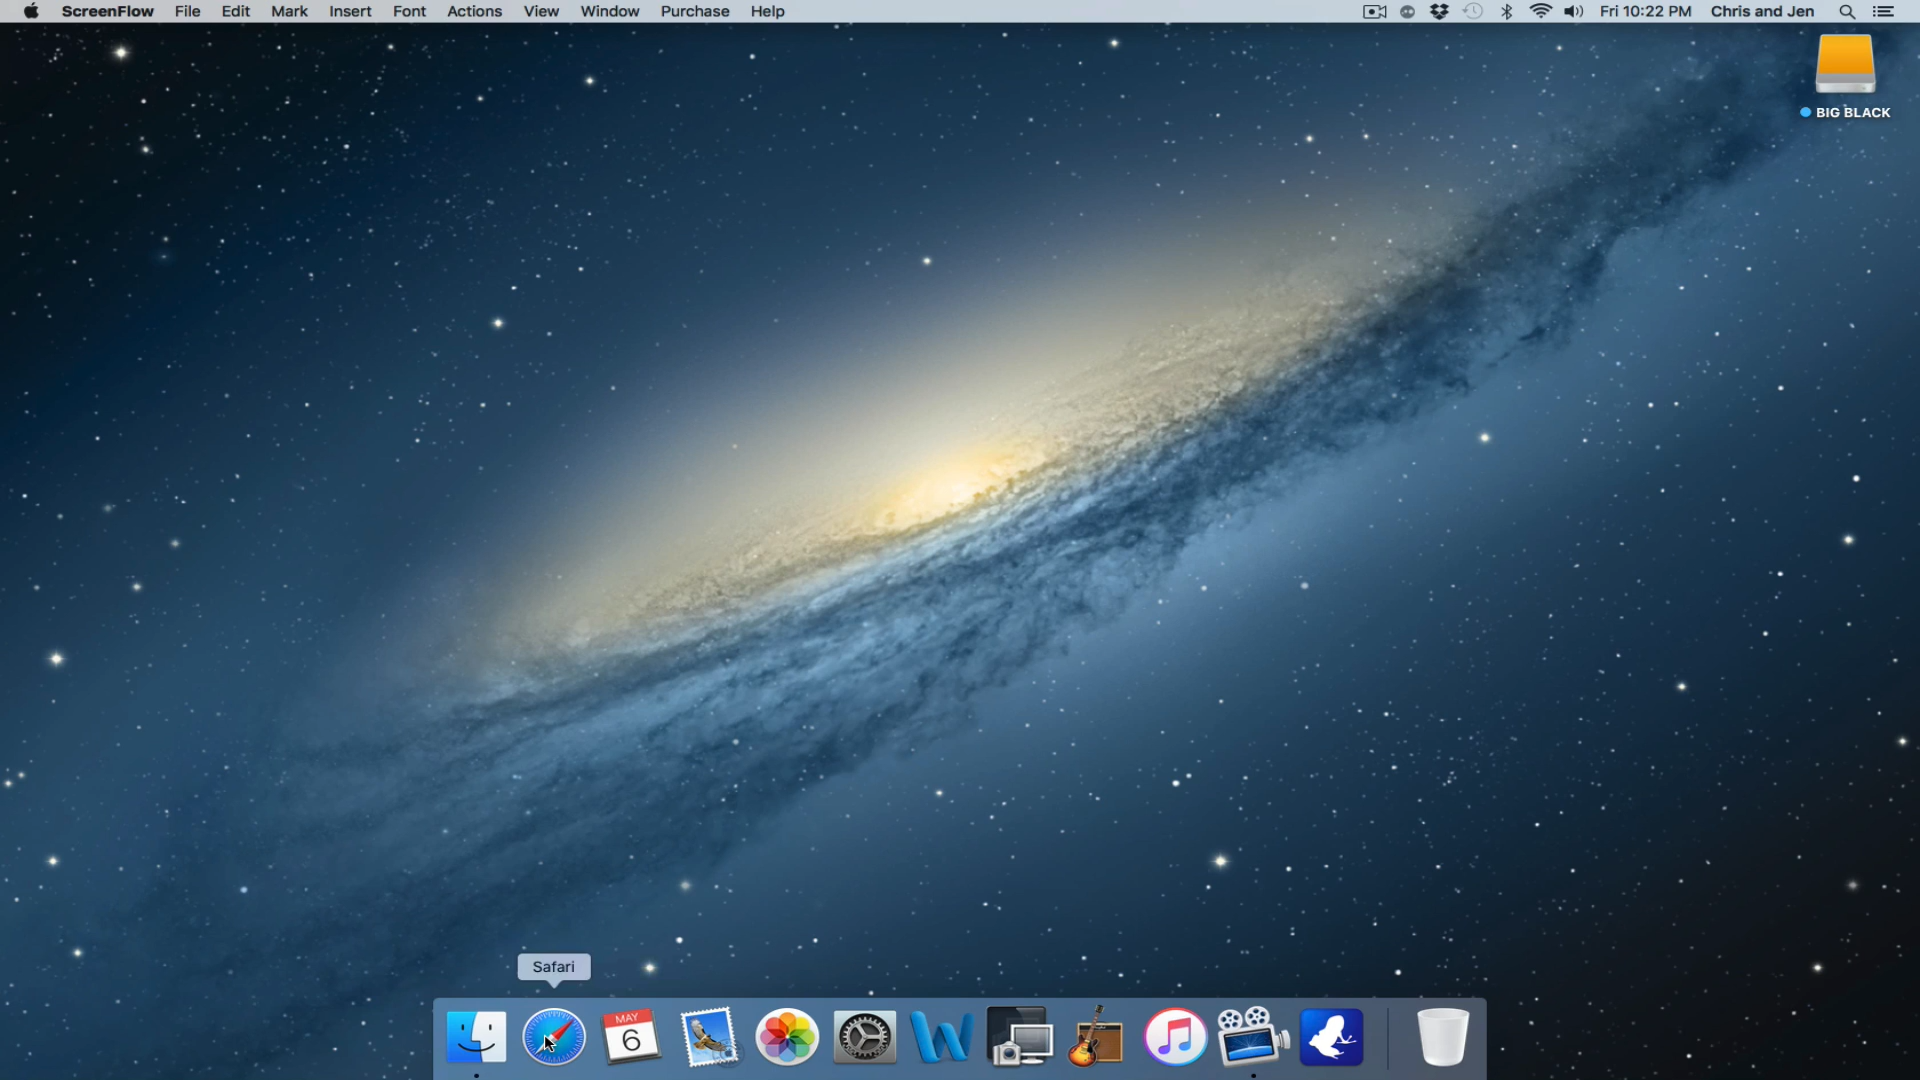 ScreenFlow File Edit Mark Insert Font Actions View Window Purchase Help Fri 10:22 PM Chris and Jen
BIG BLACK
Safari
MAY
6
W